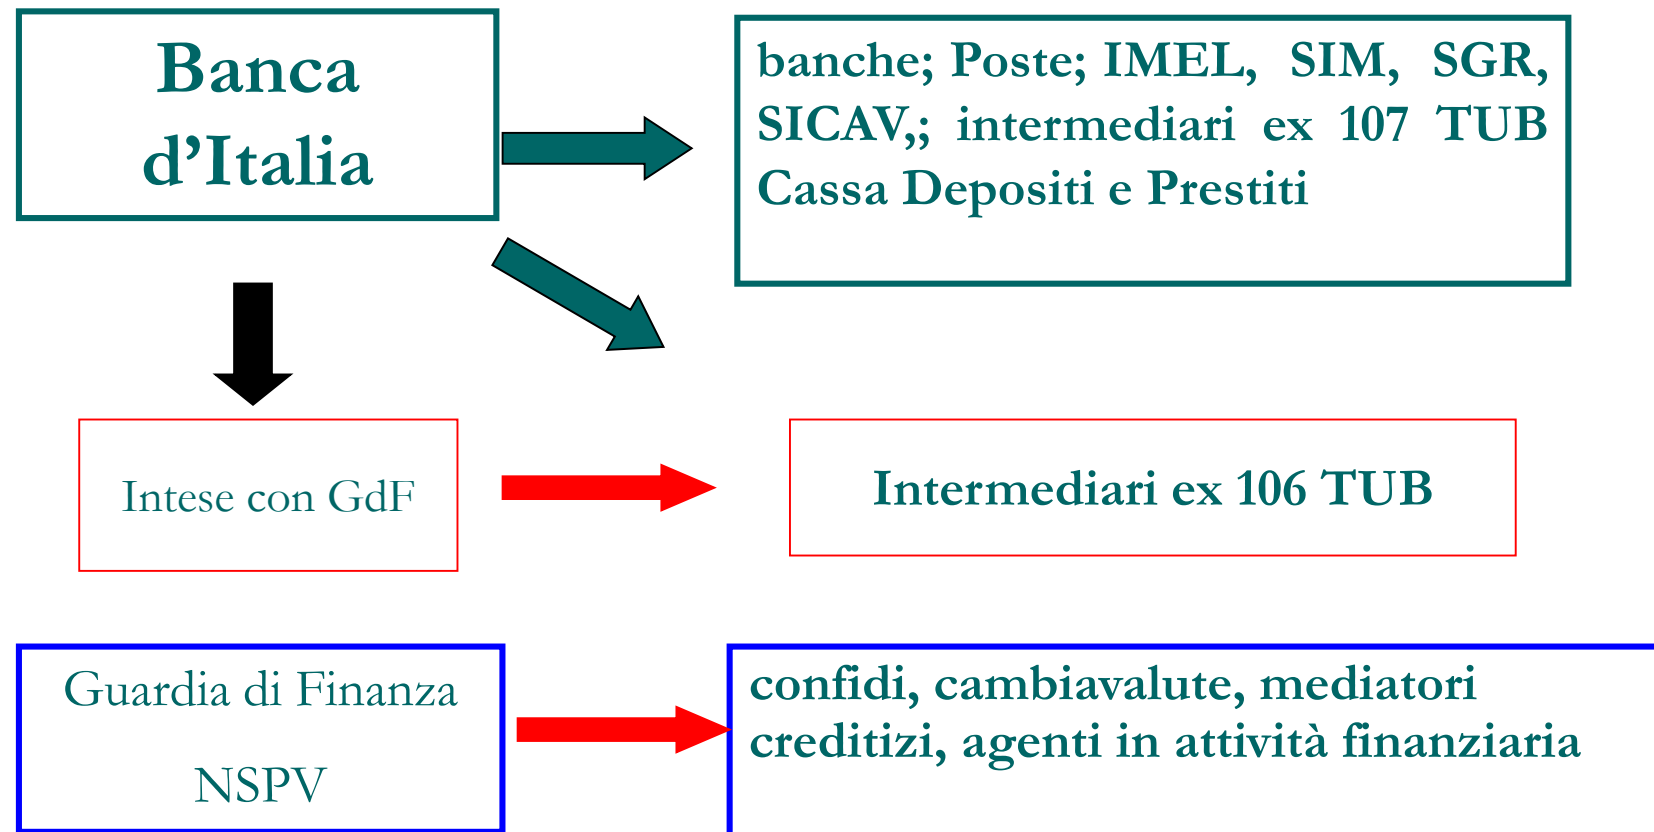 Banca
d’Italia
banche; Poste; IMEL, SIM, SGR,
SICAV,; intermediari ex 107 TUB
Cassa Depositi e Prestiti
Intese con GdF
Intermediari ex 106 TUB
Guardia di Finanza
NSPV
confidi, cambiavalute, mediatori
creditizi, agenti in attività finanziaria